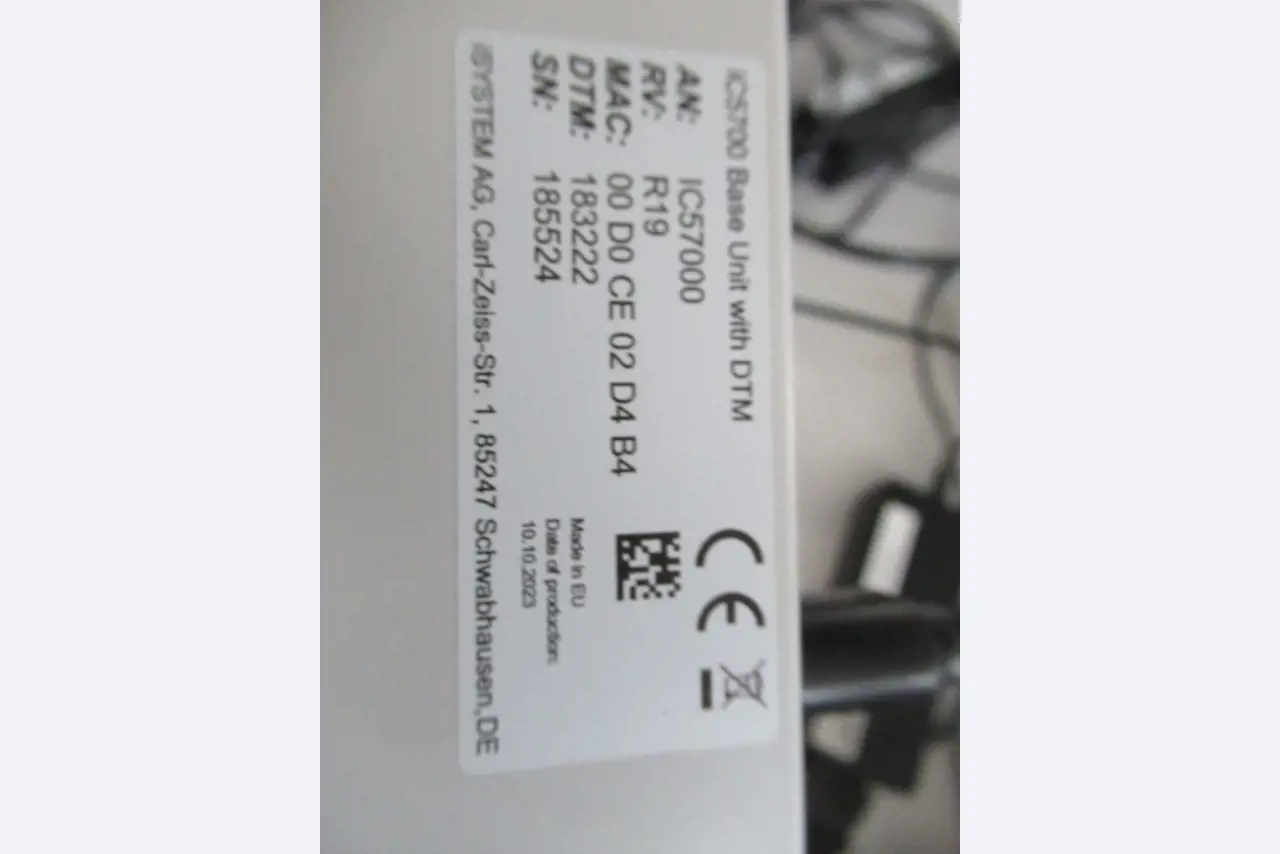 iC5700 Base Unit with DTM
AN: IC57000
RV: R19
MAC: 00 D0 CE 02 D4 B4
DTM: 183222
SN: 185524
CE
Made in EU
Date of production:
10.10.2023
iSYSTEM AG, Carl-Zeiss-Str. 1, 85247 Schwabhausen,DE